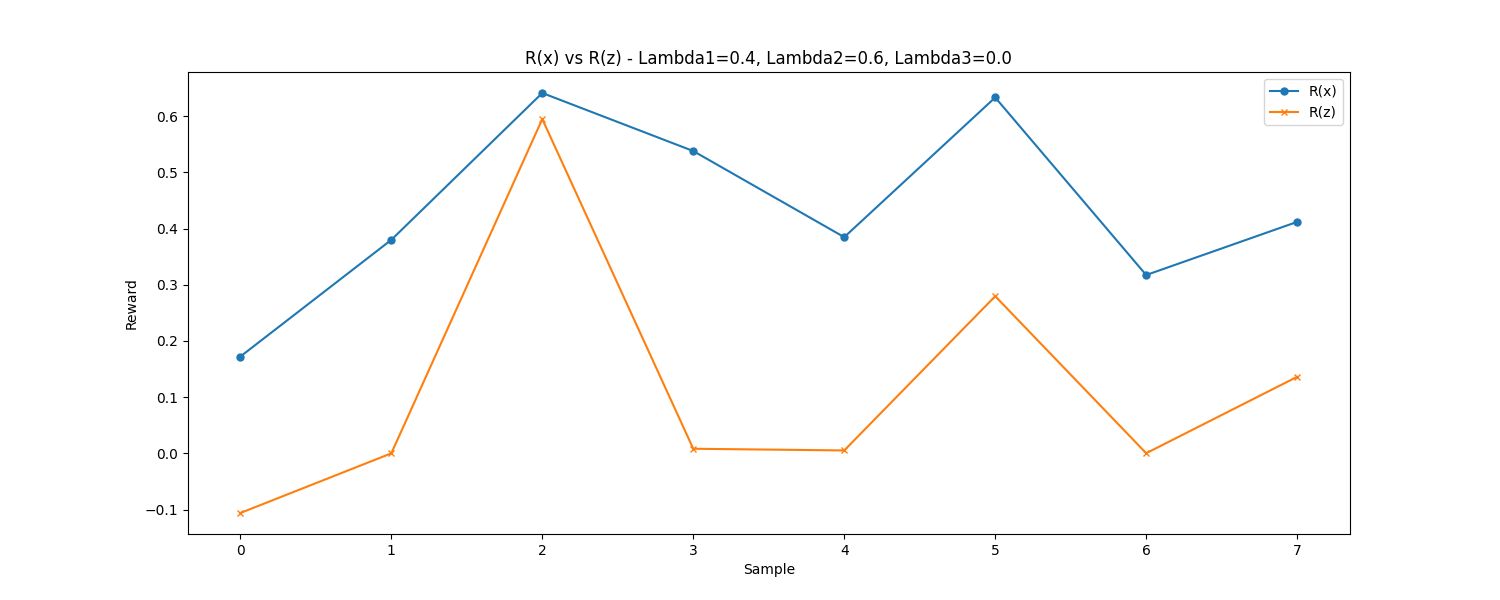 R(x) vs R(z) - Lambda1=0.4, Lambda2=0.6, Lambda3=0.0
R(x)
R(z)
0.6
0.5
0.4
0.3
0.2
0.1
0.0
−0.1
Reward
0 1 2 3 4 5 6 7
Sample